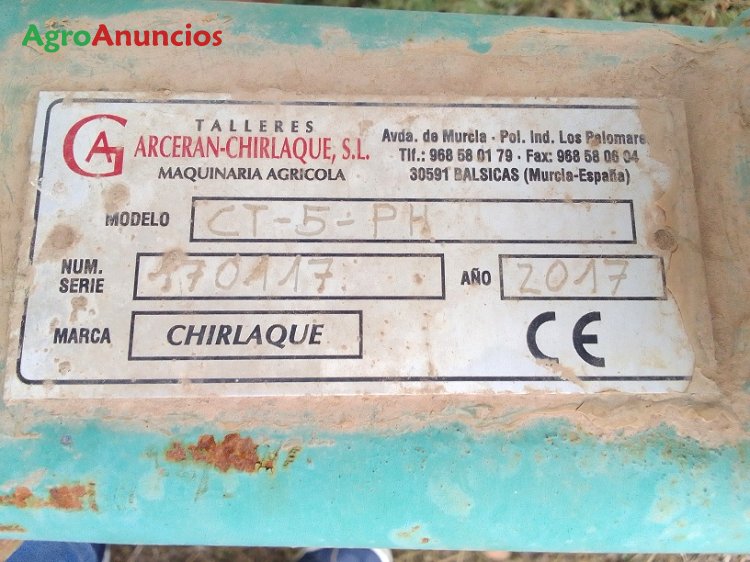 AgroAnuncios
TALLERES
ARCERAN-CHIRLAQUE, S.L.
MAQUINARIA AGRICOLA
Avda. de Murcia - Pol. Ind. Los Palomares
Tlf.: 968 58 01 79 - Fax: 968 58 06 04
30591 BALSICAS (Murcia-España)
MODELO CT-5-PH
NUM. SERIE 170117 AÑO 2017
MARCA CHIRLAQUE CE